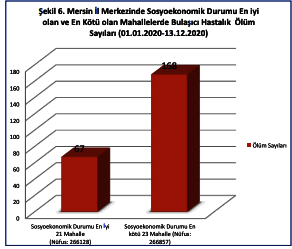 Şekil 6. Mersin İl Merkezinde Sosyoekonomik Durumu En iyi
olan ve En Kötü olan Mahallelerde Bulaşıcı Hastalık Ölüm
Sayıları (01.01.2020-13.12.2020)
180
160
140
120
100
80
60
40
20
0
67
168
Ölüm Sayıları
Sosyoekonomik Durumu En İyi
21 Mahalle
(Nüfus: 266128)
Sosyoekonomik Durumu En
kötü 23 Mahalle (Nüfus:
266857)